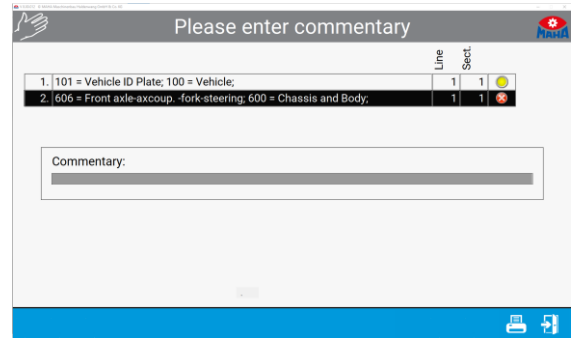 Please enter commentary
MAHA
Line
Sect.
1. 101 = Vehicle ID Plate; 100 = Vehicle; 1 1
2. 606 = Front axle-axcoup. -fork-steering; 600 = Chassis and Body; 1 1
Commentary: